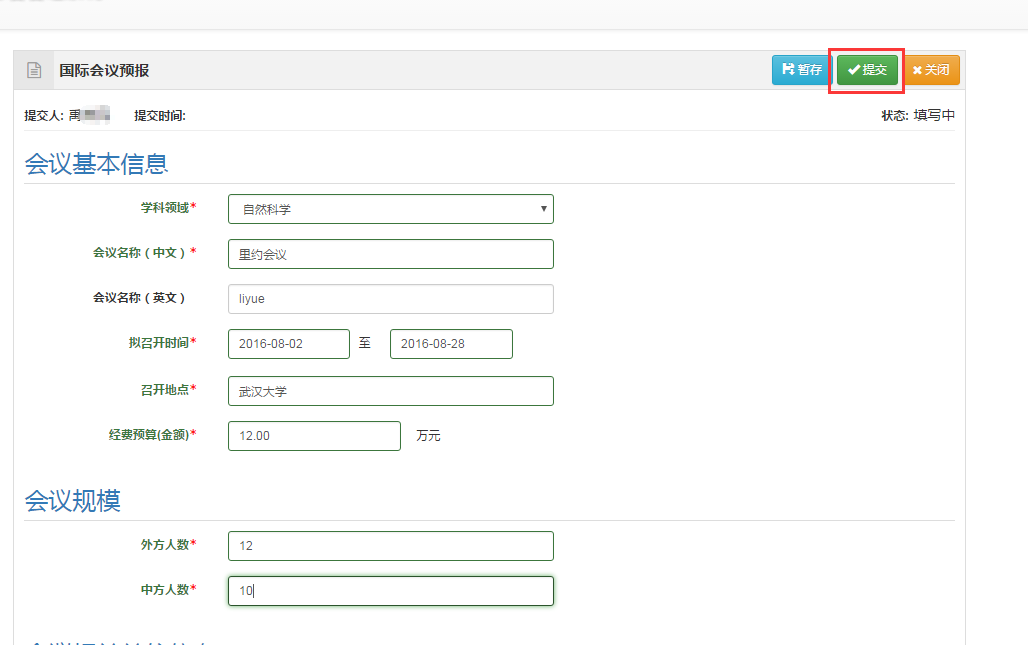 国际会议预报 暂存 提交 关闭
提交人: 禹 提交时间: 状态: 填写中
会议基本信息
学科领域* 自然科学
会议名称（中文）* 里约会议
会议名称（英文） liyue
拟召开时间* 2016-08-02 至 2016-08-28
召开地点* 武汉大学
经费预算(金额)* 12.00 万元
会议规模
外方人数* 12
中方人数* 10